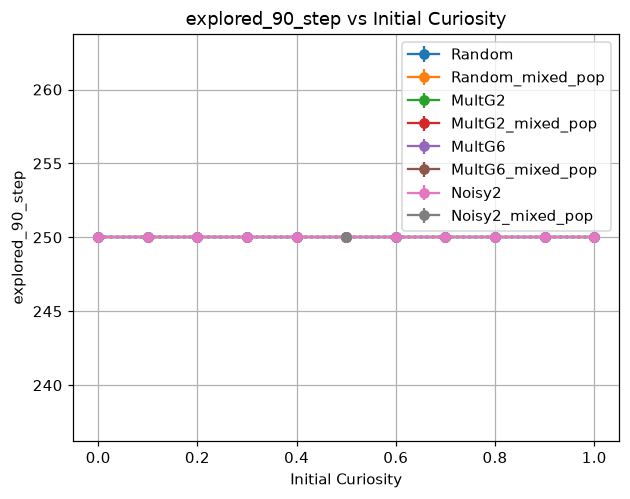 explored_90_step vs Initial Curiosity
Random
Random_mixed_pop
MultG2
MultG2_mixed_pop
MultG6
MultG6_mixed_pop
Noisy2
Noisy2_mixed_pop
explored_90_step
260
255
250
245
240
0.0 0.2 0.4 0.6 0.8 1.0
Initial Curiosity